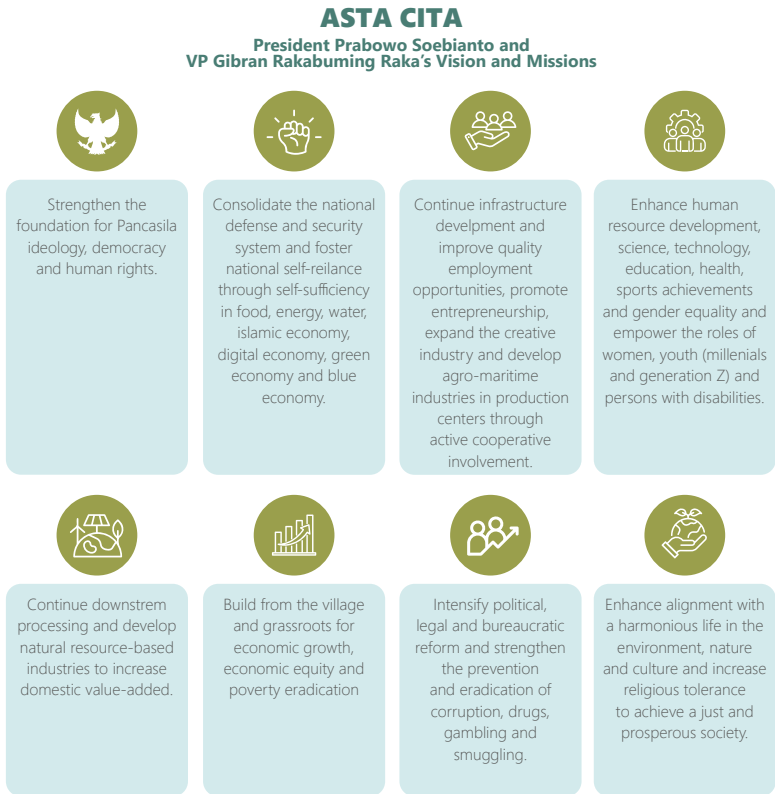 ASTA CITA
President Prabowo Soebianto and
VP Gibran Rakabuming Raka's Vision and Missions
Strengthen the
foundation for Pancasila
ideology, democracy
and human rights.
Consolidate the national
defense and security
system and foster
national self-reilance
through self-sufficiency
in food, energy, water,
islamic economy,
digital economy, green
economy and blue
economy.
Continue infrastructure
develpment and
improve quality
employment
opportunities, promote
entrepreneurship,
expand the creative
industry and develop
agro-maritime
industries in production
centers through
active cooperative
involvement.
Enhance human
resource development,
science, technology,
education, health,
sports achievements
and gender equality and
empower the roles of
women, youth (millenials
and generation Z) and
persons with disabilities.
Continue downstrem
processing and develop
natural resource-based
industries to increase
domestic value-added.
Build from the village
and grassroots for
economic growth,
economic equity and
poverty eradication
Intensify political,
legal and bureaucratic
reform and strengthen
the prevention
and eradication of
corruption, drugs,
gambling and
smuggling.
Enhance alignment with
a harmonious life in the
environment, nature
and culture and increase
religious tolerance
to achieve a just and
prosperous society.